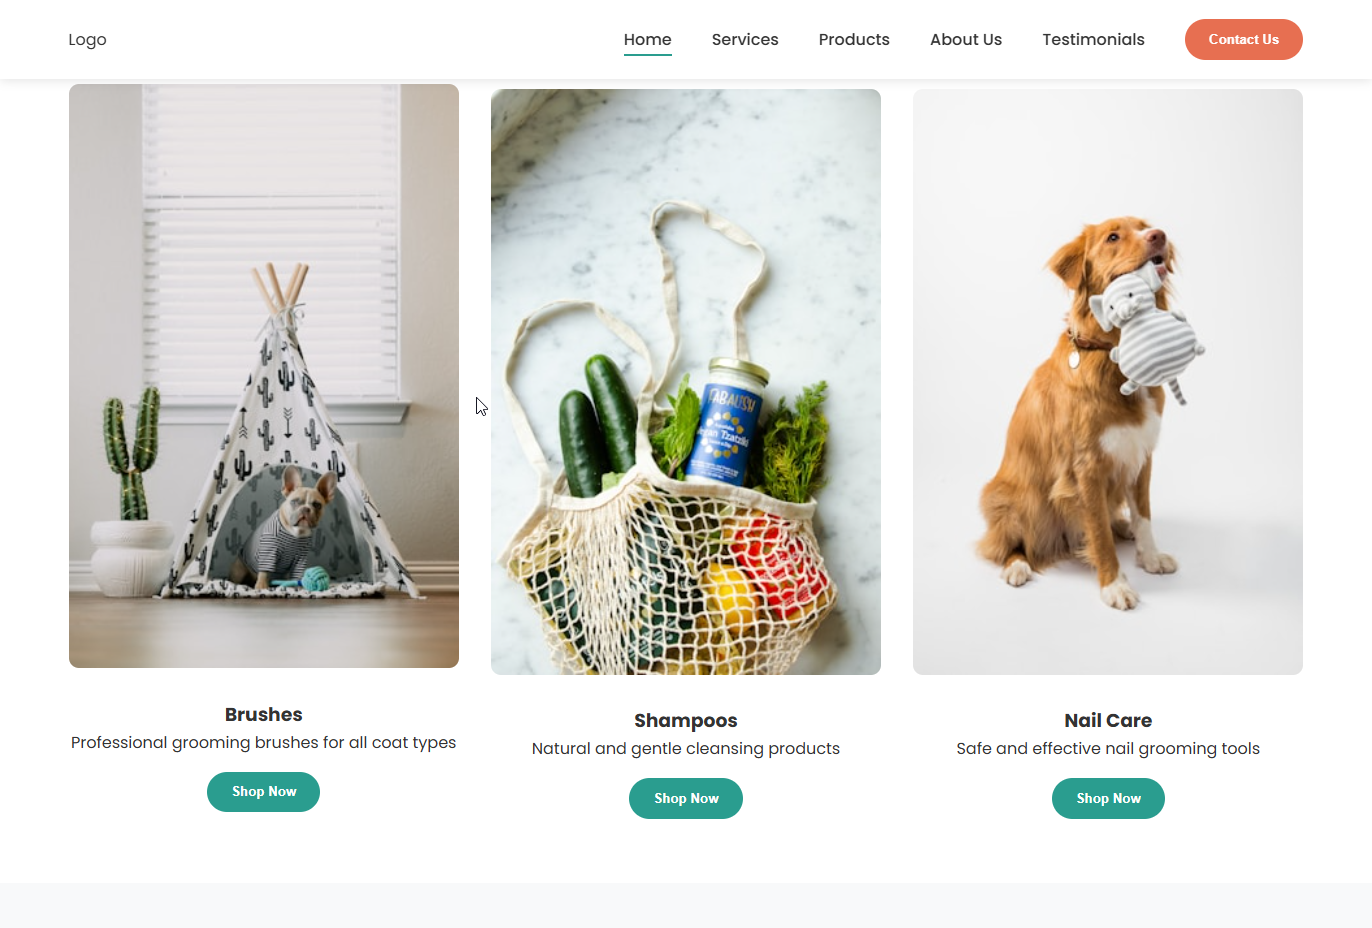 Logo
Home
Services
Products
About Us
Testimonials
Contact Us
FABALISH
Vegan Tzatziki
Brushes
Professional grooming brushes for all coat types
Shop Now
Shampoos
Natural and gentle cleansing products
Shop Now
Nail Care
Safe and effective nail grooming tools
Shop Now